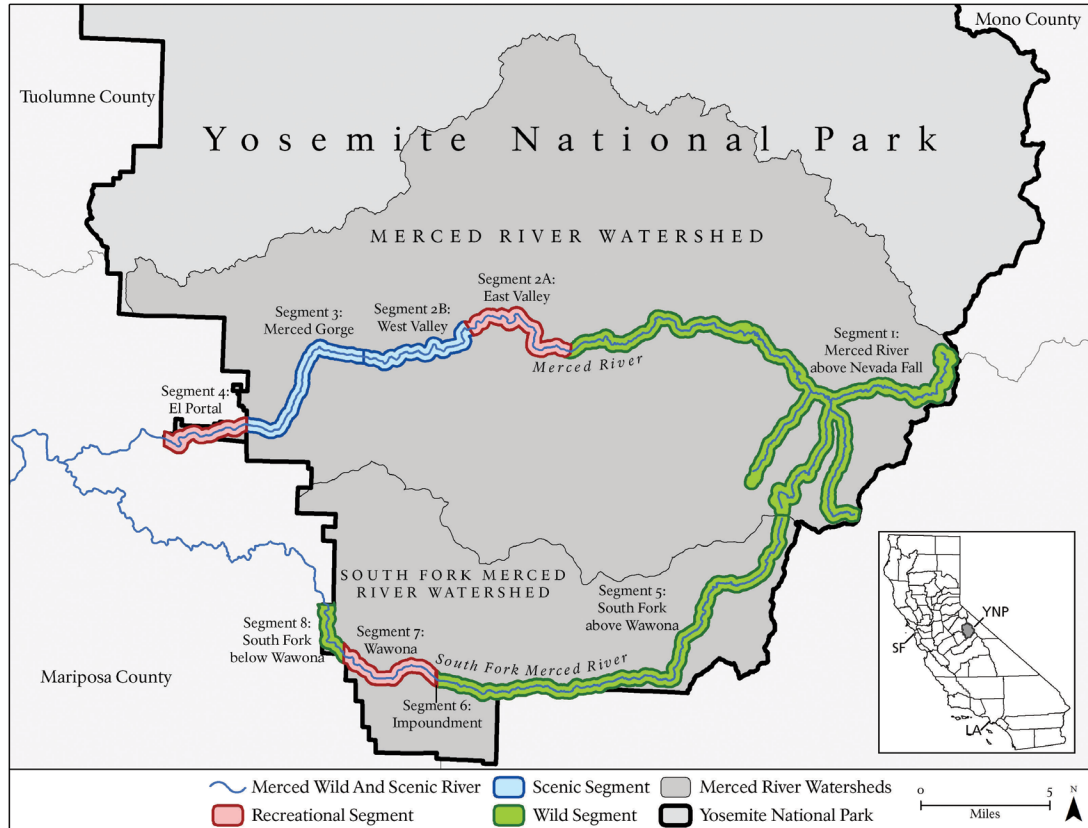 Mono County
Tuolumne County
Yosemite National Park
MERCED RIVER WATERSHED
Segment 2A:
East Valley
Segment 3:
Merced Gorge
Segment 2B:
West Valley
Segment 1:
Merced River
above Nevada Fall
Merced River
Segment 4:
El Portal
SOUTH FORK MERCED
RIVER WATERSHED
Segment 5:
South Fork
above Wawona
Segment 8:
South Fork
below Wawona
Segment 7:
Wawona
South Fork Merced River
Mariposa County
Segment 6:
Impoundment
YNP
SF
LA
Merced Wild And Scenic River
Scenic Segment
Merced River Watersheds
Recreational Segment
Wild Segment
Yosemite National Park
0 5
Miles
N